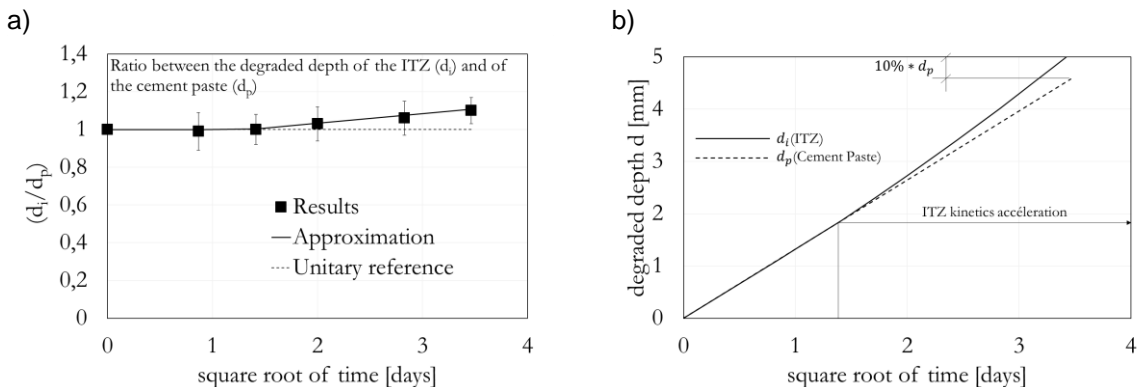 a)
Ratio between the degraded depth of the ITZ (dᵢ) and of
the cement paste (dₚ)
1,4
1,2
1
0,8
0,6
0,4
0,2
0
(dᵢ/dₚ)
Results
Approximation
Unitary reference
0 1 2 3 4
square root of time [days]
b)
5
4
3
2
1
0
degraded depth d [mm]
10% * dₚ
dᵢ(ITZ)
dₚ(Cement Paste)
ITZ kinetics accéleration
0 1 2 3 4
square root of time [days]